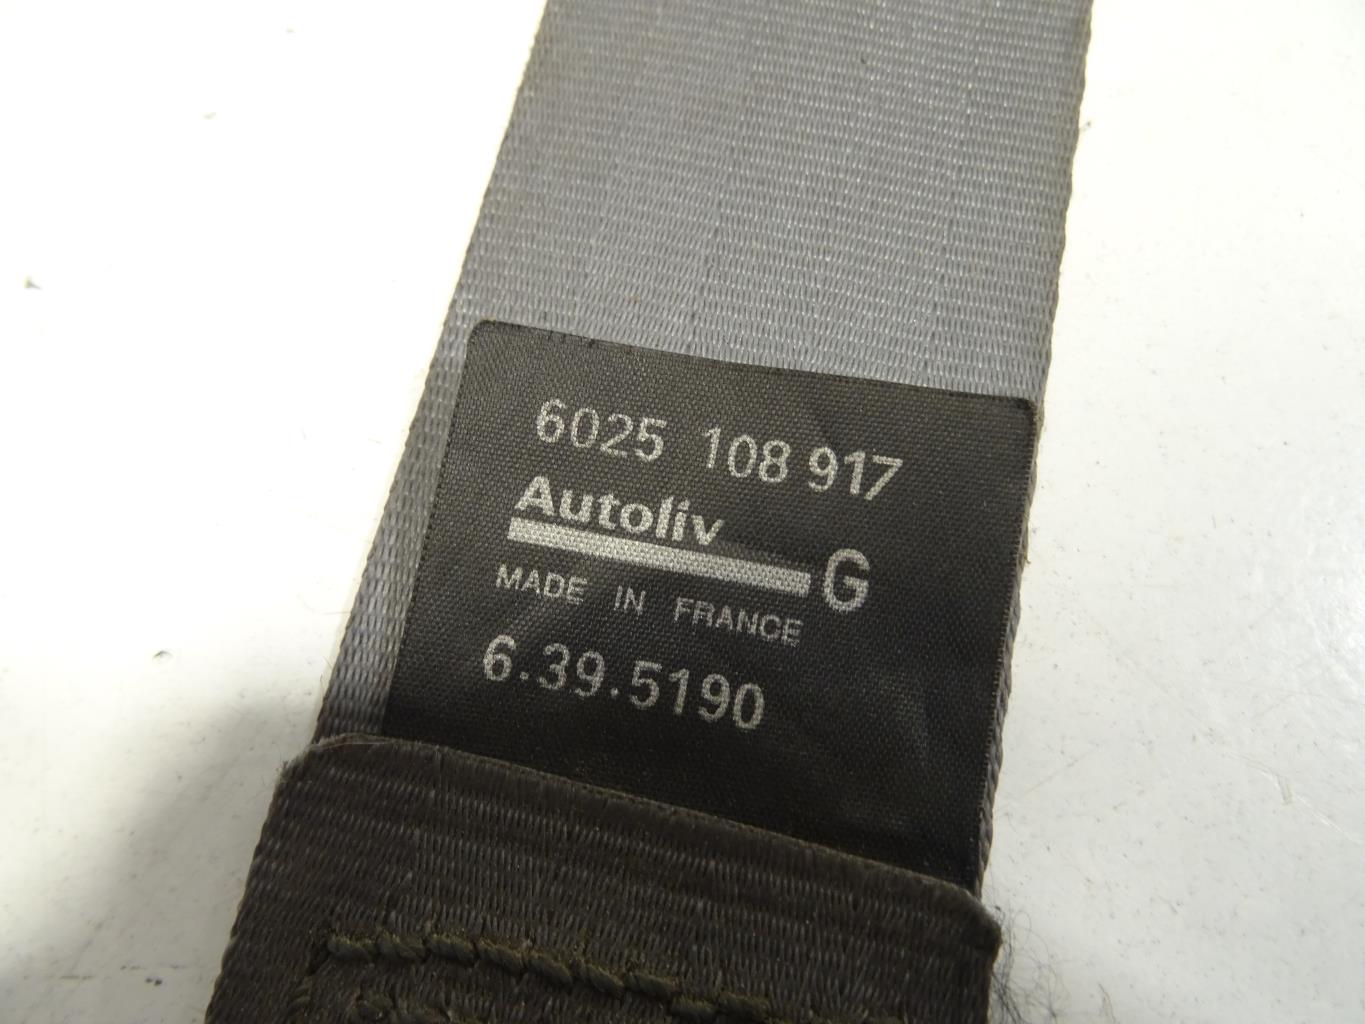 6025 108 917
Autoliv
G
MADE IN FRANCE
6.39.5190